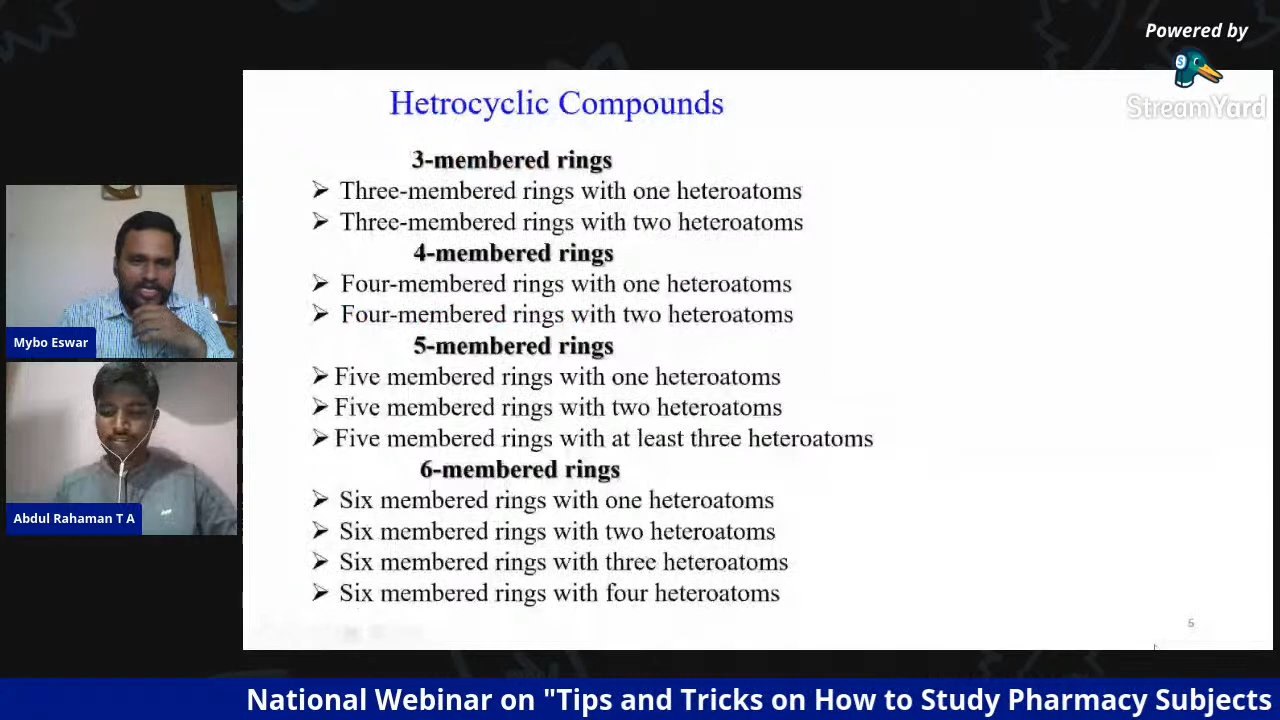 Powered by
StreamYard
Hetrocyclic Compounds
3-membered rings
➢ Three-membered rings with one heteroatoms
➢ Three-membered rings with two heteroatoms
4-membered rings
➢ Four-membered rings with one heteroatoms
➢ Four-membered rings with two heteroatoms
5-membered rings
➢ Five membered rings with one heteroatoms
➢ Five membered rings with two heteroatoms
➢ Five membered rings with at least three heteroatoms
6-membered rings
➢ Six membered rings with one heteroatoms
➢ Six membered rings with two heteroatoms
➢ Six membered rings with three heteroatoms
➢ Six membered rings with four heteroatoms
Mybo Eswar
Abdul Rahaman T A
National Webinar on "Tips and Tricks on How to Study Pharmacy Subjects